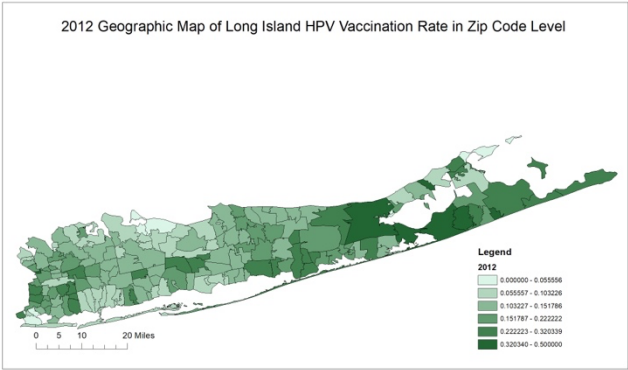 2012 Geographic Map of Long Island HPV Vaccination Rate in Zip Code Level
Legend
2012
0.000000 - 0.055556
0.055557 - 0.103226
0.103227 - 0.151786
0.151787 - 0.222222
0.222223 - 0.320339
0.320340 - 0.500000
0 5 10 20 Miles